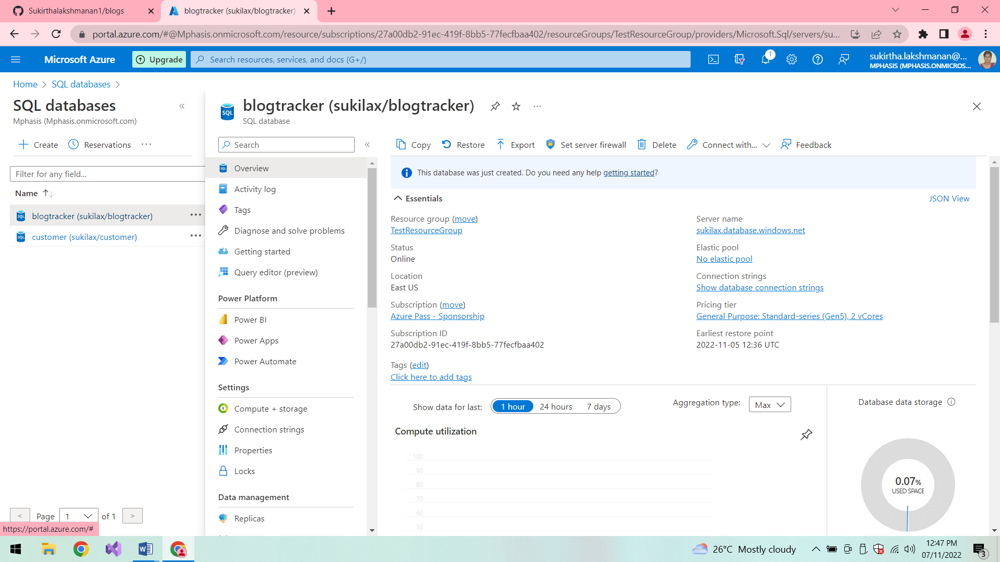 Sukirthalakshmanan1/blogs
blogtracker (sukilax/blogtracker)
portal.azure.com/#@Mphasis.onmicrosoft.com/resource/subscriptions/27a00db2-91ec-419f-8bb5-77fecfbaa402/resourceGroups/TestResourceGroup/providers/Microsoft.Sql/servers/su...
Microsoft Azure
Upgrade
Search resources, services, and docs (G+/)
1
sukirtha.lakshmanan@...
MPHASIS (MPHASIS.ONMICROS...
Home > SQL databases >
SQL databases
Mphasis (Mphasis.onmicrosoft.com)
Create
Reservations
...
Filter for any field...
Name
blogtracker (sukilax/blogtracker)
customer (sukilax/customer)
< Page 1 of 1 >
https://portal.azure.com/#
SQL
blogtracker (sukilax/blogtracker)
...
SQL database
Search
Overview
Activity log
Tags
Diagnose and solve problems
Getting started
Query editor (preview)
Power Platform
Power BI
Power Apps
Power Automate
Settings
Compute + storage
Connection strings
Properties
Locks
Data management
Replicas
Copy
Restore
Export
Set server firewall
Delete
Connect with...
Feedback
This database was just created. Do you need any help getting started?
Essentials
JSON View
Resource group (move)
TestResourceGroup
Status
Online
Location
East US
Subscription (move)
Azure Pass - Sponsorship
Subscription ID
27a00db2-91ec-419f-8bb5-77fecfbaa402
Tags (edit)
Click here to add tags
Server name
sukilax.database.windows.net
Elastic pool
No elastic pool
Connection strings
Show database connection strings
Pricing tier
General Purpose: Standard-series (Gen5), 2 vCores
Earliest restore point
2022-11-05 12:36 UTC
Show data for last:
1 hour
24 hours
7 days
Aggregation type:
Max
Compute utilization
100
90
80
70
60
50
Database data storage
0.07%
USED SPACE
26°C Mostly cloudy
12:47 PM
07/11/2022
3